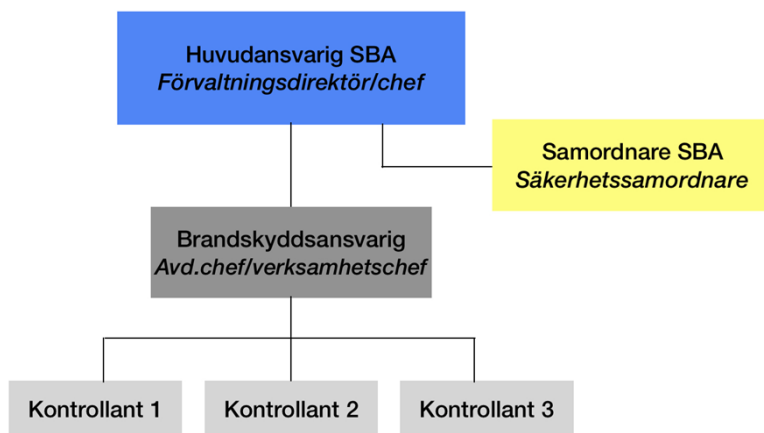 Huvudansvarig SBA
Förvaltningsdirektör/chef
Samordnare SBA
Säkerhetssamordnare
Brandskyddsansvarig
Avd.chef/verksamhetschef
Kontrollant 1
Kontrollant 2
Kontrollant 3